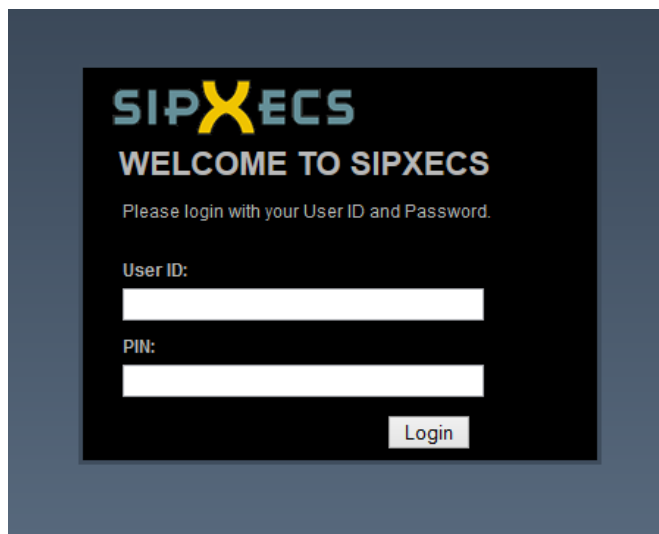 SIPXECS
WELCOME TO SIPXECS
Please login with your User ID and Password.
User ID:
PIN:
Login